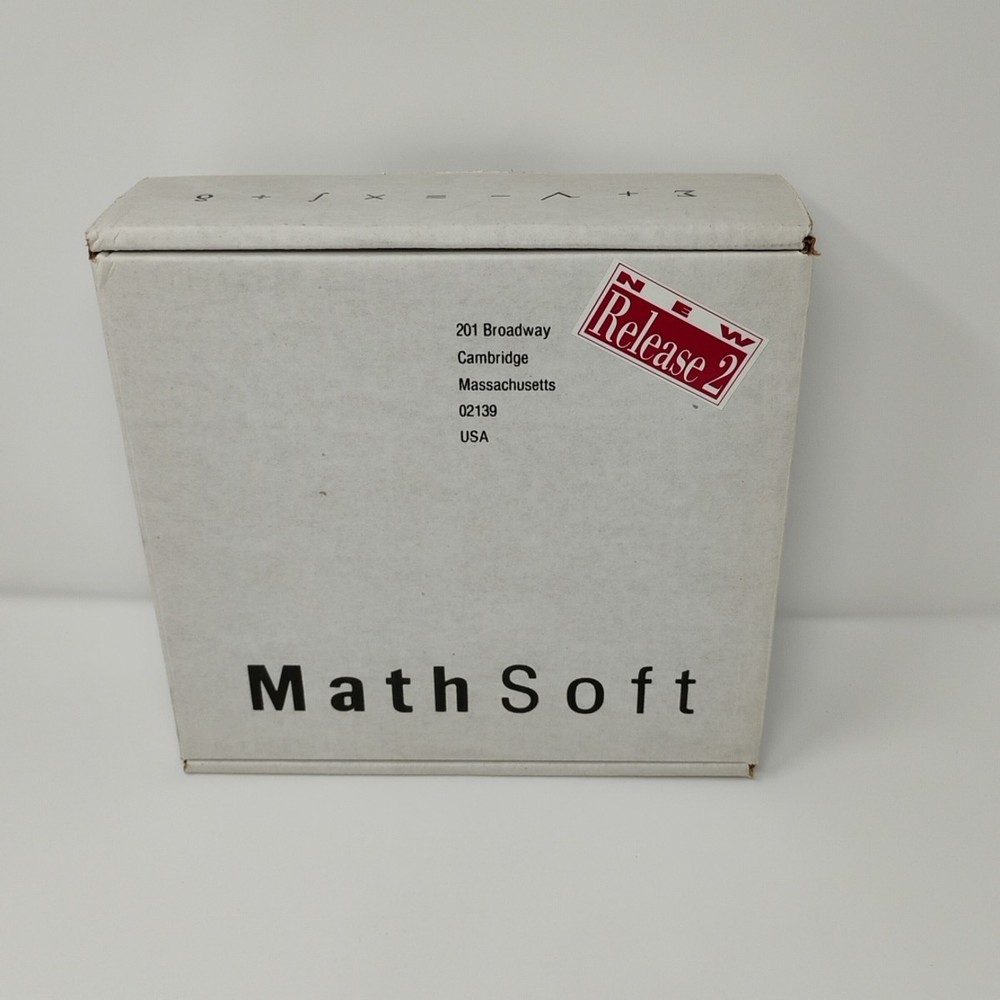 ∞ + ∫ × = − √ + Σ
NEW
Release 2
201 Broadway
Cambridge
Massachusetts
02139
USA
MathSoft